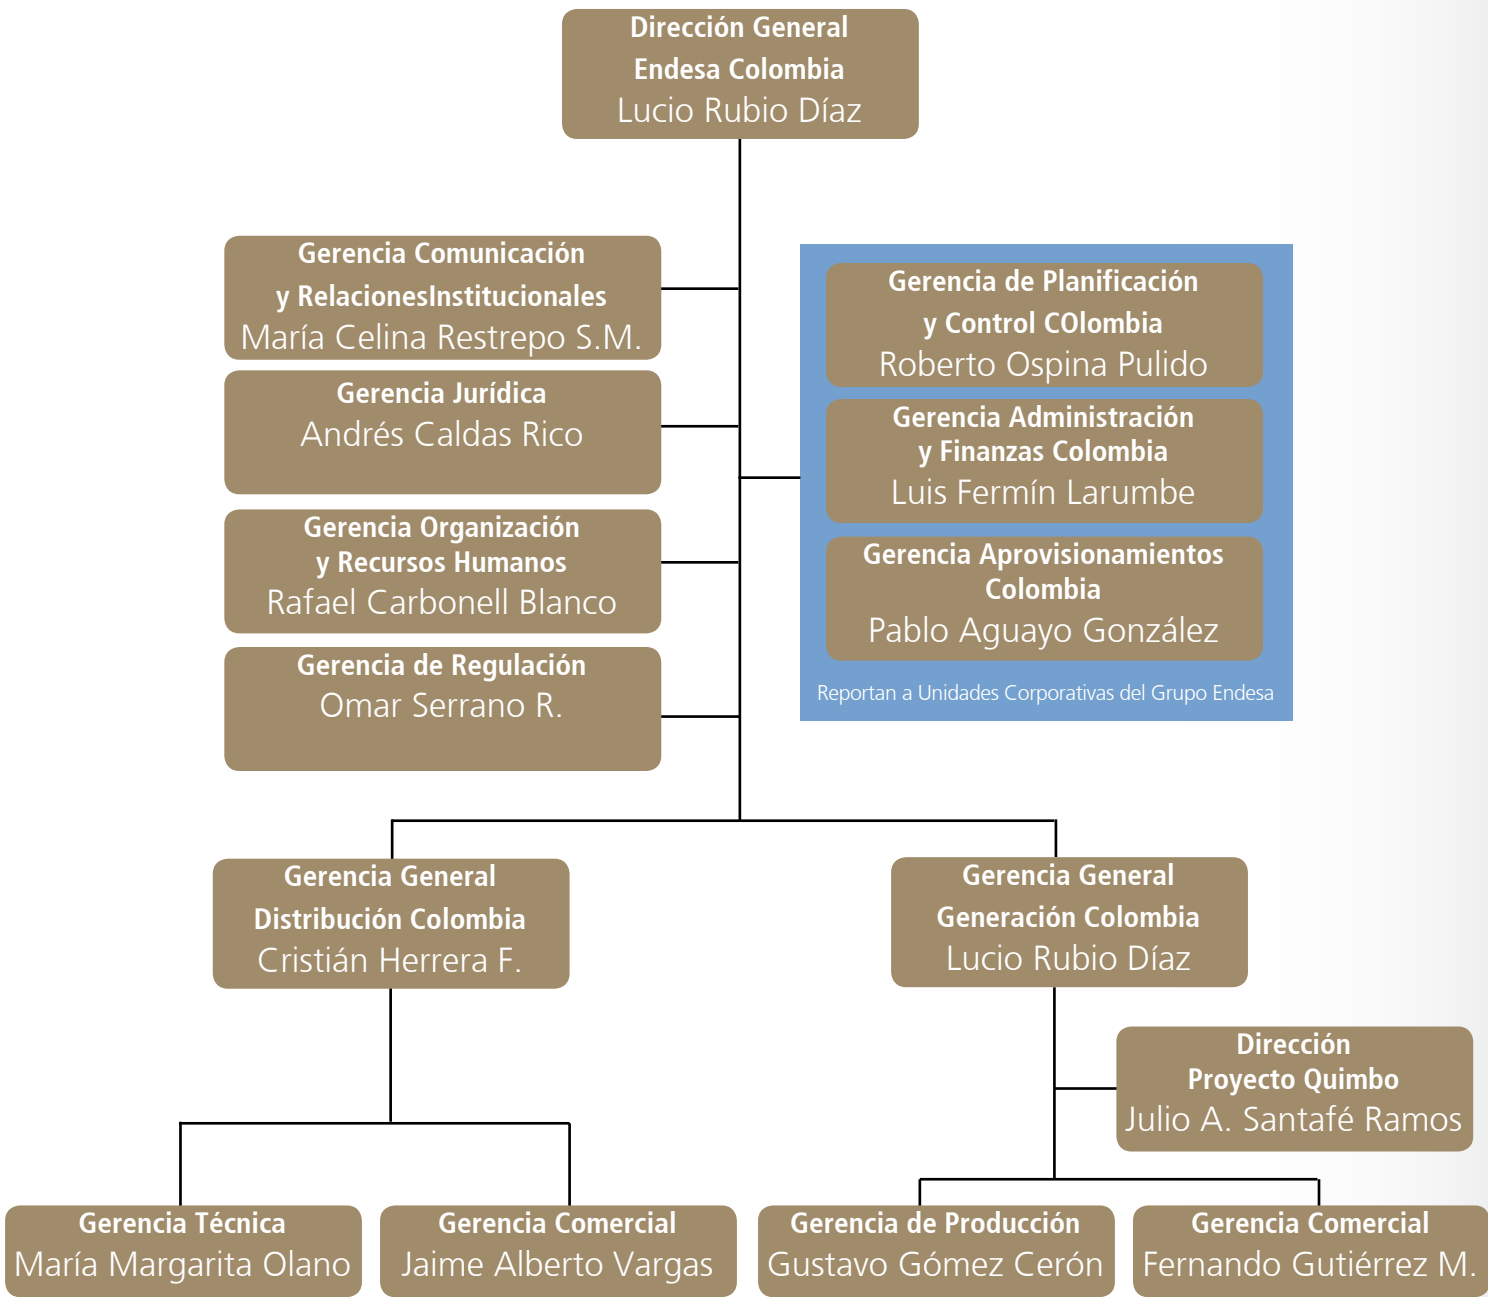 Dirección General
Endesa Colombia
Lucio Rubio Díaz
Gerencia Comunicación
y RelacionesInstitucionales
María Celina Restrepo S.M.
Gerencia Jurídica
Andrés Caldas Rico
Gerencia Organización
y Recursos Humanos
Rafael Carbonell Blanco
Gerencia de Regulación
Omar Serrano R.
Gerencia de Planificación
y Control COlombia
Roberto Ospina Pulido
Gerencia Administración
y Finanzas Colombia
Luis Fermín Larumbe
Gerencia Aprovisionamientos
Colombia
Pablo Aguayo González
Reportan a Unidades Corporativas del Grupo Endesa
Gerencia General
Distribución Colombia
Cristián Herrera F.
Gerencia General
Generación Colombia
Lucio Rubio Díaz
Dirección
Proyecto Quimbo
Julio A. Santafé Ramos
Gerencia Técnica
María Margarita Olano
Gerencia Comercial
Jaime Alberto Vargas
Gerencia de Producción
Gustavo Gómez Cerón
Gerencia Comercial
Fernando Gutiérrez M.